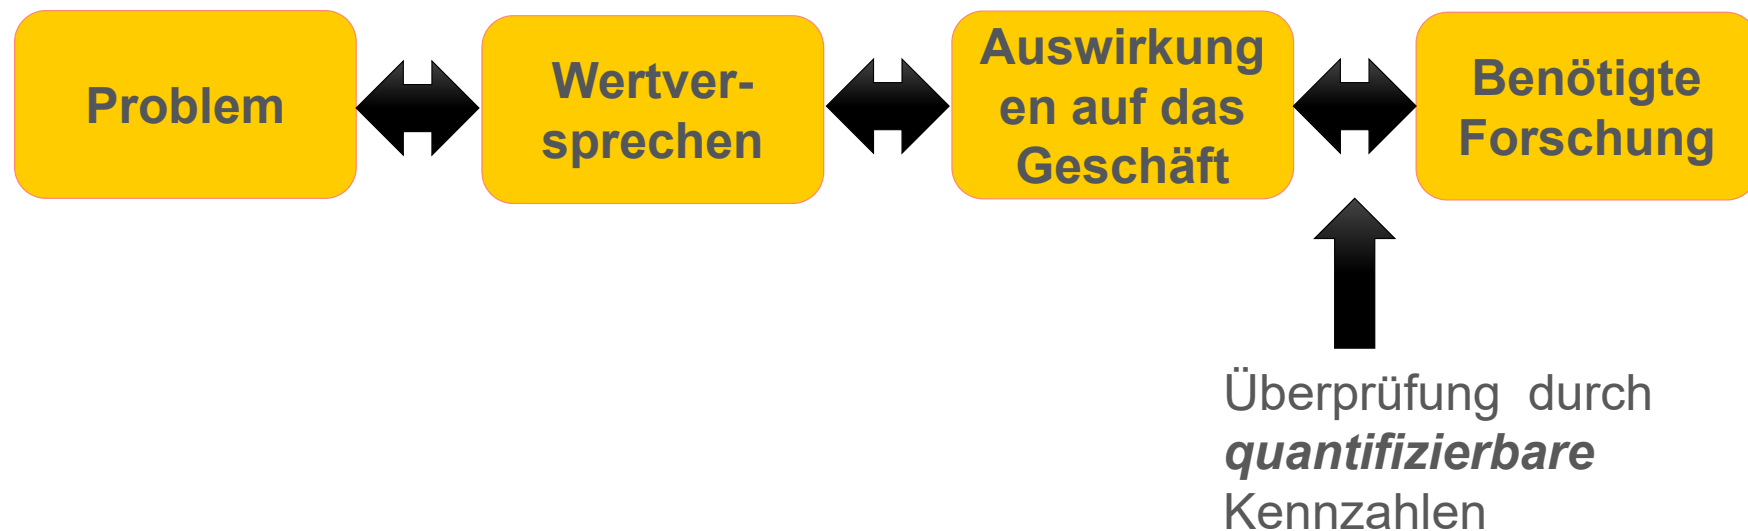 Problem
Wertver-
sprechen
Auswirkung
en auf das
Geschäft
Benötigte
Forschung
Überprüfung durch
quantifizierbare
Kennzahlen